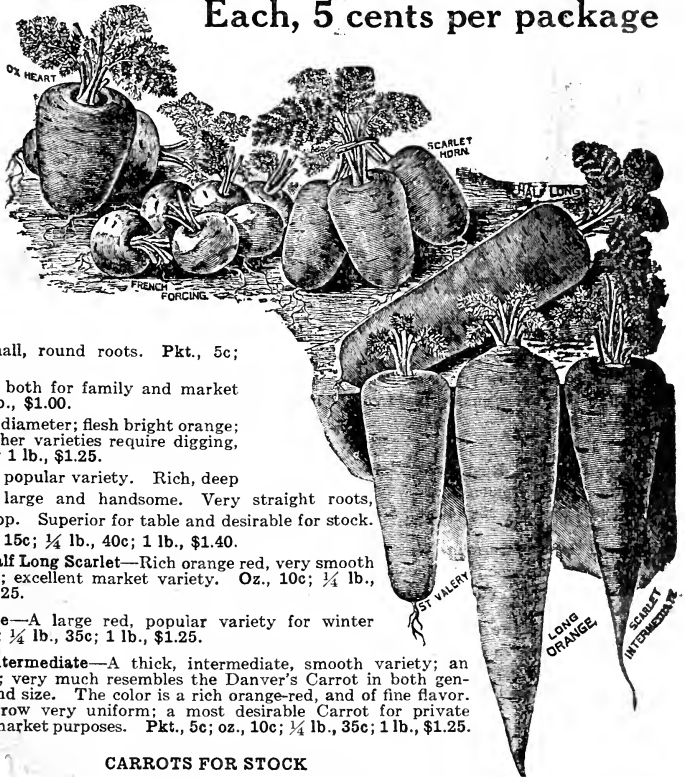 Each, 5 cents per package
OX HEART
SCARLET
HORN.
HALF LONG
FRENCH
FORCING.
all, round roots. Pkt., 5c;
both for family and market
$1.00.
diameter; flesh bright orange;
her varieties require digging,
1 lb., $1.25.
popular variety. Rich, deep
large and handsome. Very straight roots,
op. Superior for table and desirable for stock.
15c; ¼ lb., 40c; 1 lb., $1.40.
lf Long Scarlet—Rich orange red, very smooth
; excellent market variety. Oz., 10c; ¼ lb.,
25.
e—A large red, popular variety for winter
; ¼ lb., 35c; 1 lb., $1.25.
termediate—A thick, intermediate, smooth variety; an
; very much resembles the Danver's Carrot in both gen-
nd size. The color is a rich orange-red, and of fine flavor.
row very uniform; a most desirable Carrot for private
market purposes. Pkt., 5c; oz., 10c; ¼ lb., 35c; 1 lb., $1.25.
ST VALERY
LONG
ORANGE,
SCARLET
INTERMEDIATE
CARROTS FOR STOCK